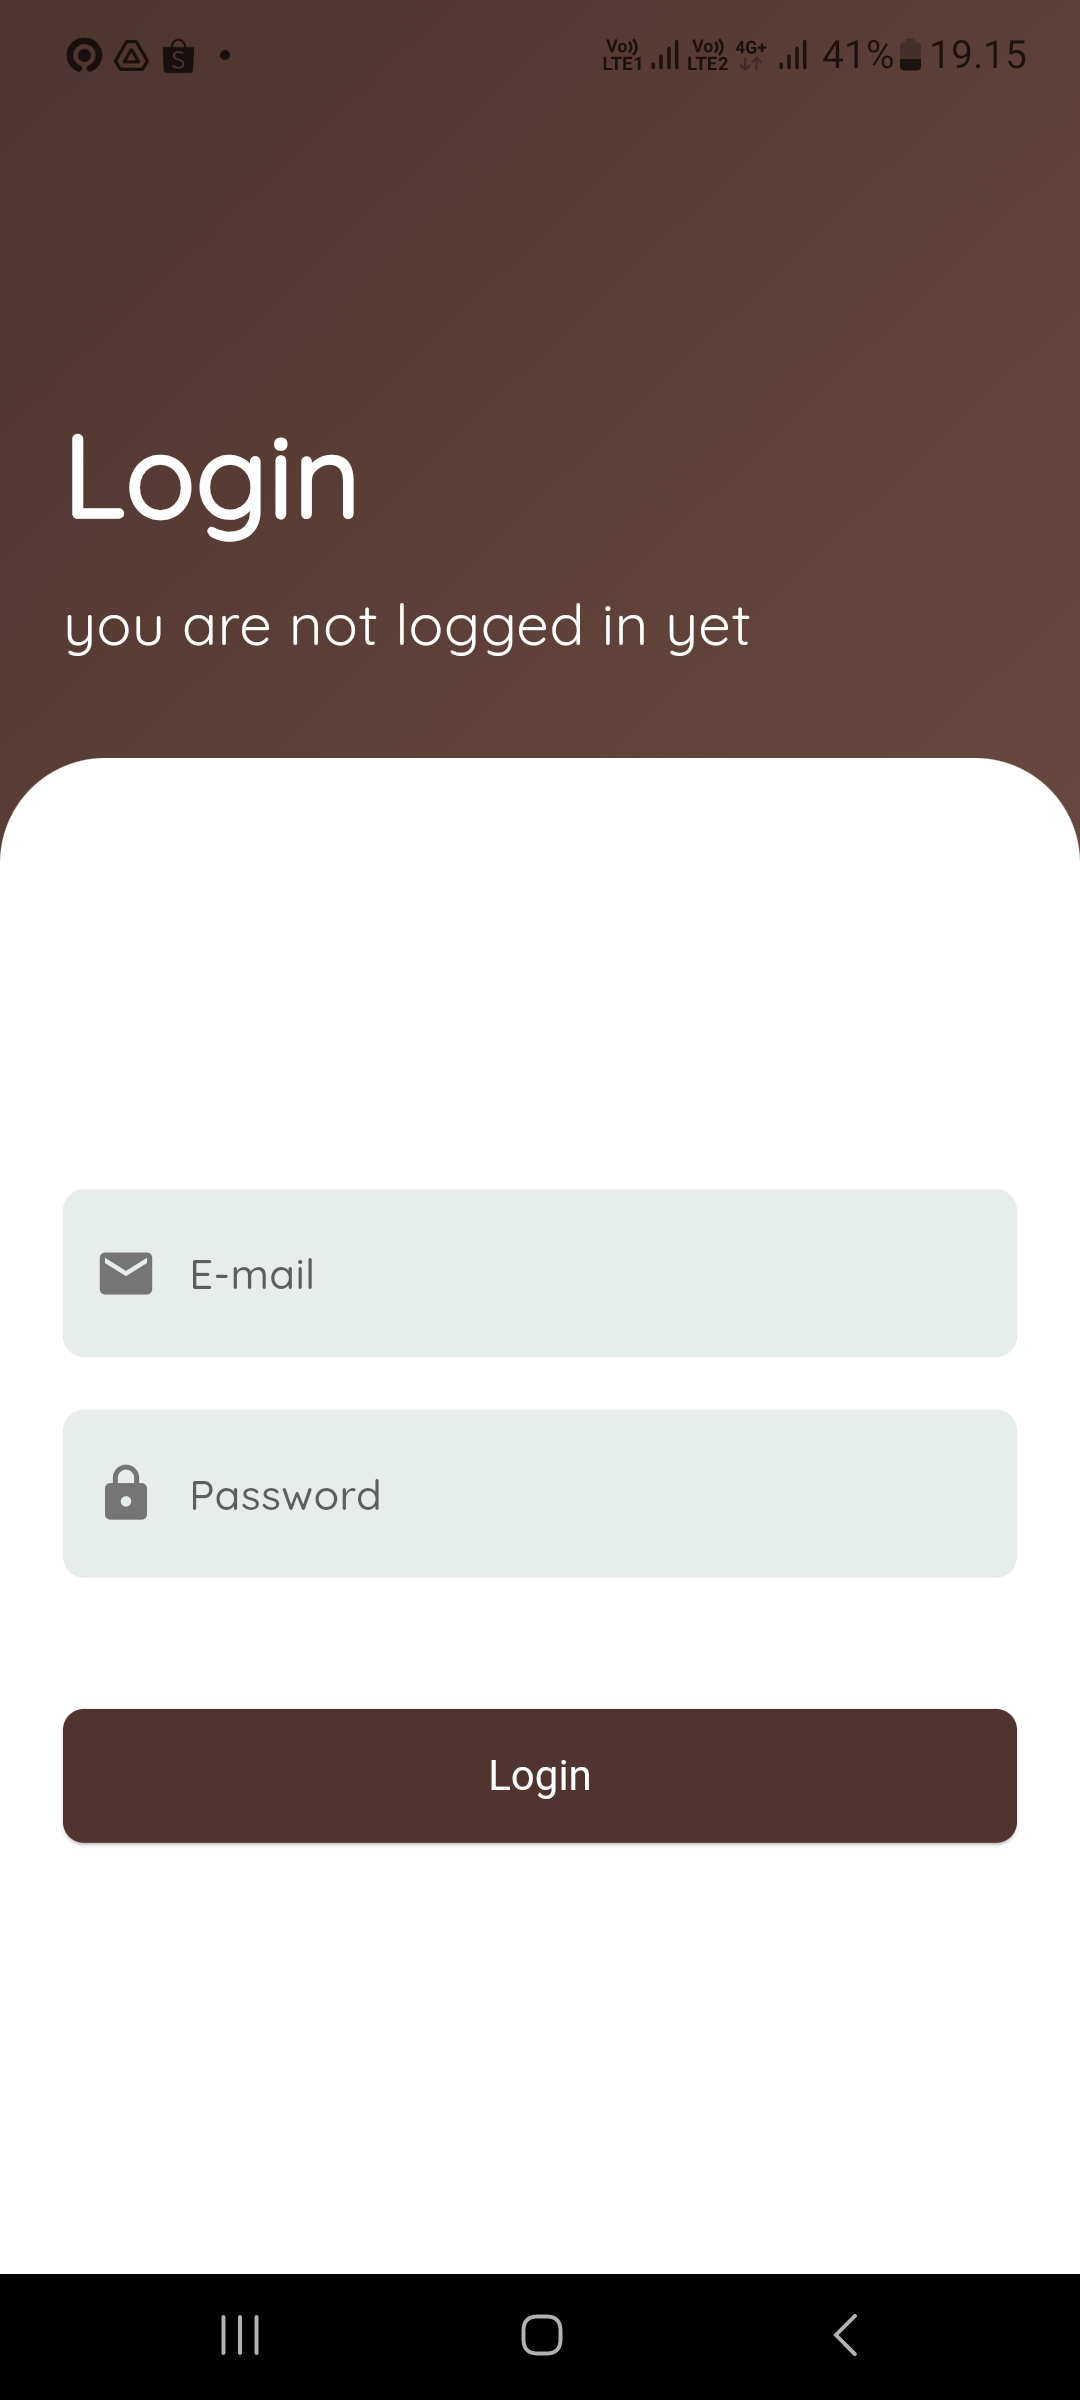 Vo)) LTE1 Vo)) LTE2 4G+ 41% 19.15
Login
you are not logged in yet
E-mail
Password
Login